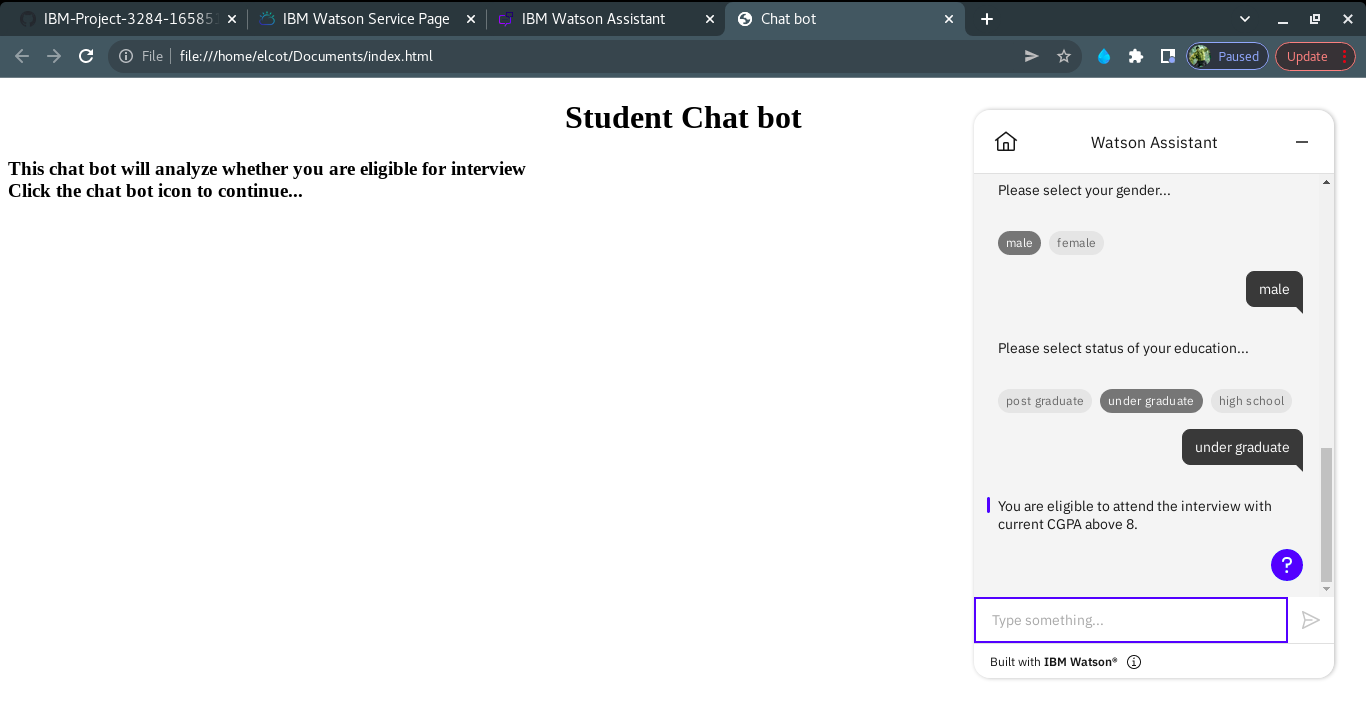 IBM-Project-3284-16585
IBM Watson Service Page
IBM Watson Assistant
Chat bot
File
file:///home/elcot/Documents/index.html
Paused
Update
Student Chat bot
This chat bot will analyze whether you are eligible for interview
Click the chat bot icon to continue...
Watson Assistant
Please select your gender...
male female
male
Please select status of your education...
post graduate under graduate high school
under graduate
You are eligible to attend the interview with
current CGPA above 8.
?
Type something...
Built with IBM Watson®